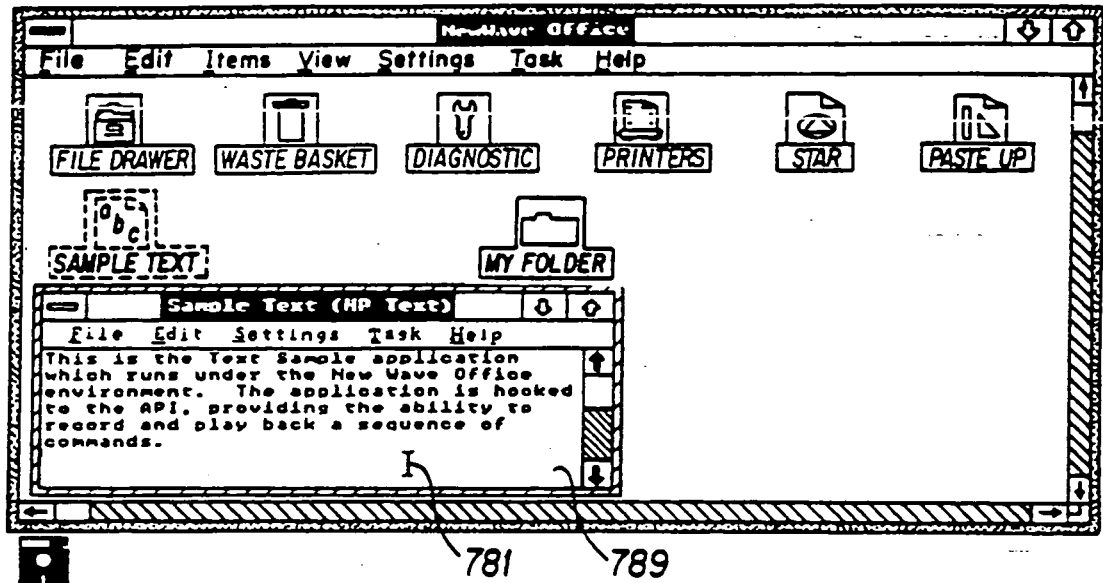 NewWave Office
File Edit Items View Settings Task Help
FILE DRAWER WASTE BASKET DIAGNOSTIC PRINTERS STAR PASTE UP
abc
SAMPLE TEXT MY FOLDER
Sample Text (HP Text)
File Edit Settings Task Help
This is the Text Sample application
which runs under the New Wave Office
environment. The application is hooked
to the API, providing the ability to
record and play back a sequence of
commands.
781 789